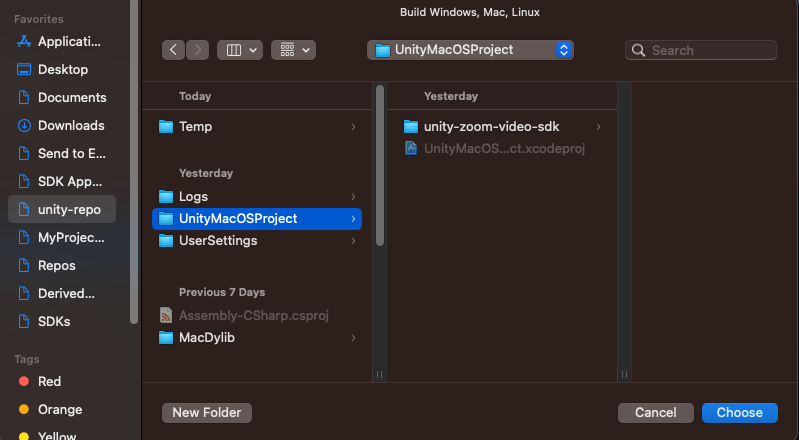 Build Windows, Mac, Linux
Favorites
Applicati...
Desktop
Documents
Downloads
Send to E...
SDK App...
unity-repo
MyProjec...
Repos
Derived...
SDKs
Tags
Red
Orange
Yellow
UnityMacOSProject
Search
Today
Temp
Yesterday
Logs
UnityMacOSProject
UserSettings
Previous 7 Days
Assembly-CSharp.csproj
MacDylib
Yesterday
unity-zoom-video-sdk
UnityMacOS...ct.xcodeproj
New Folder
Cancel
Choose